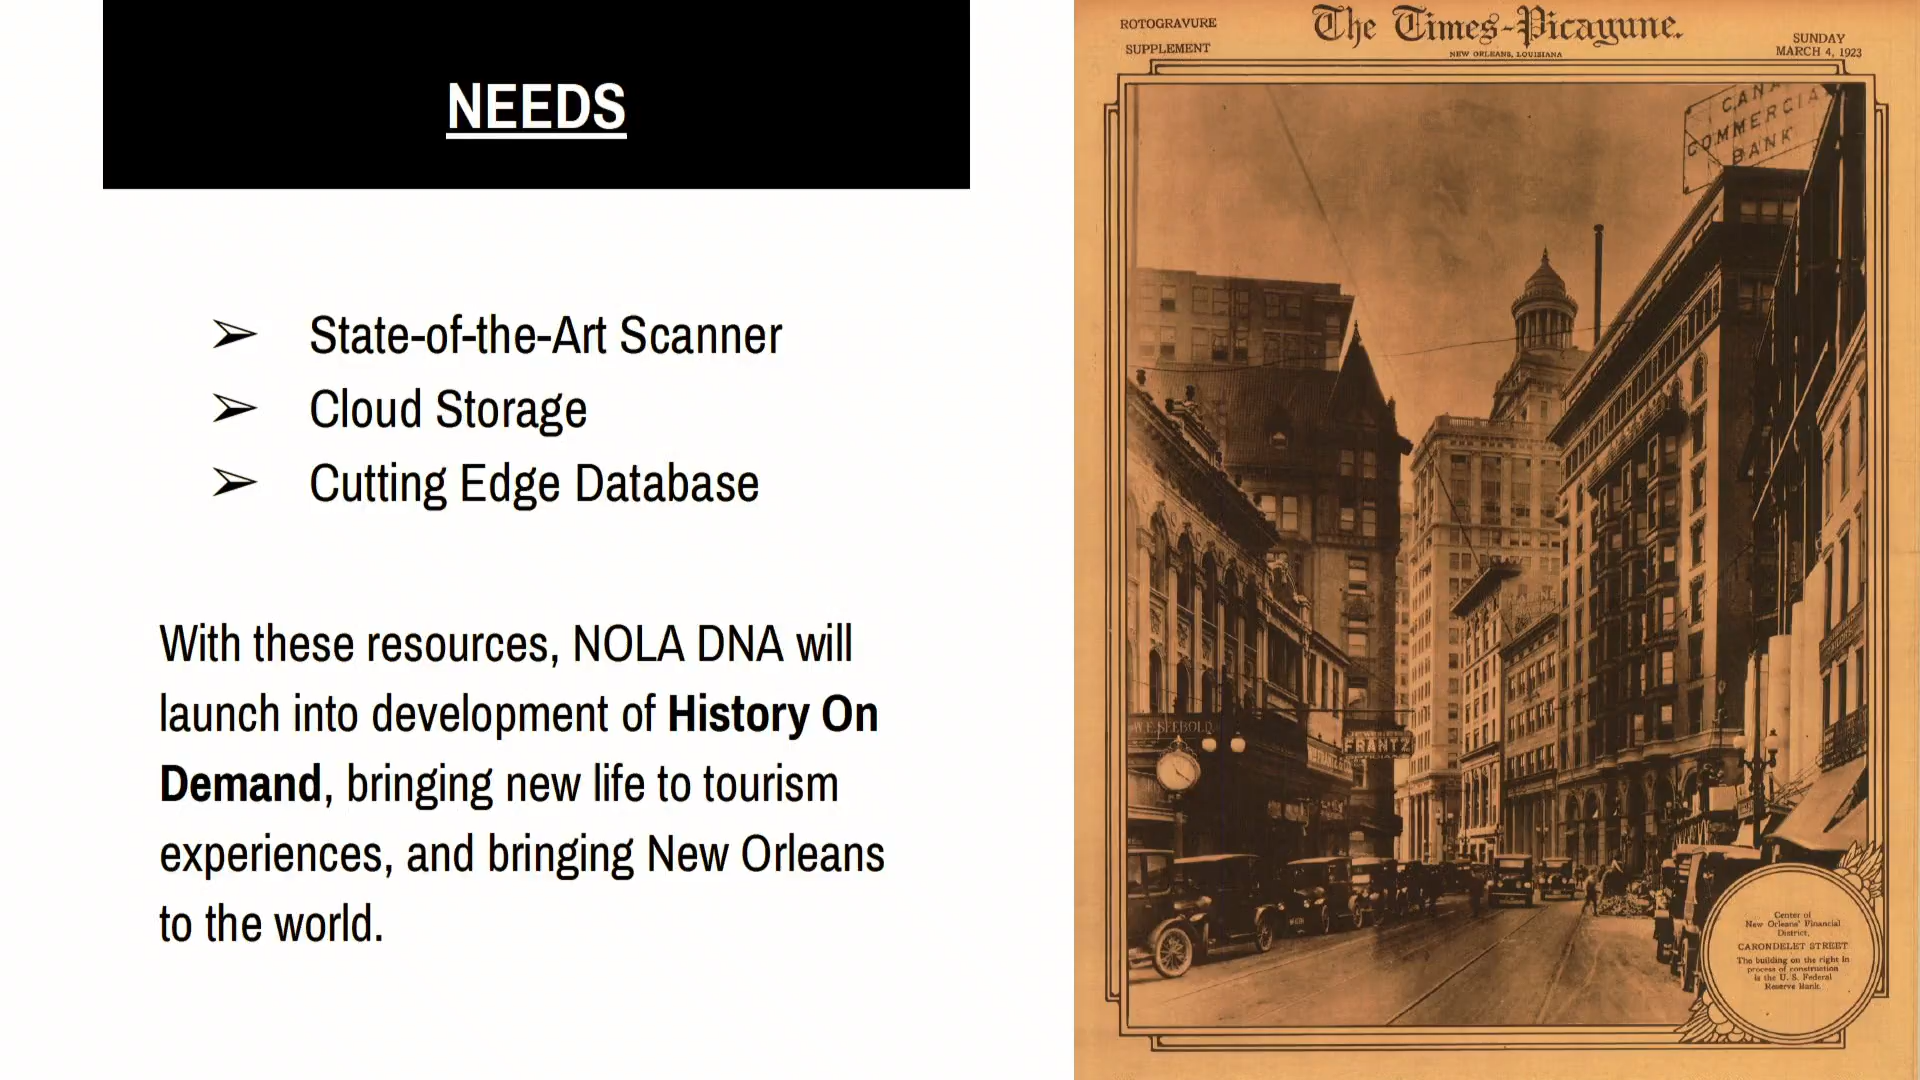 NEEDS
➢ State-of-the-Art Scanner
➢ Cloud Storage
➢ Cutting Edge Database
With these resources, NOLA DNA will
launch into development of History On
Demand, bringing new life to tourism
experiences, and bringing New Orleans
to the world.
ROTOGRAVURE
SUPPLEMENT
The Times-Picayune.
NEW ORLEANS, LOUISIANA
SUNDAY
MARCH 4, 1923
COMMERCIA
BANK
W.E. SEEBOLD
FRANTZ
Center of
New Orleans' Financial
District,
CARONDELET STREET
The building on the right in
process of construction
is the U. S. Federal
Reserve Bank.